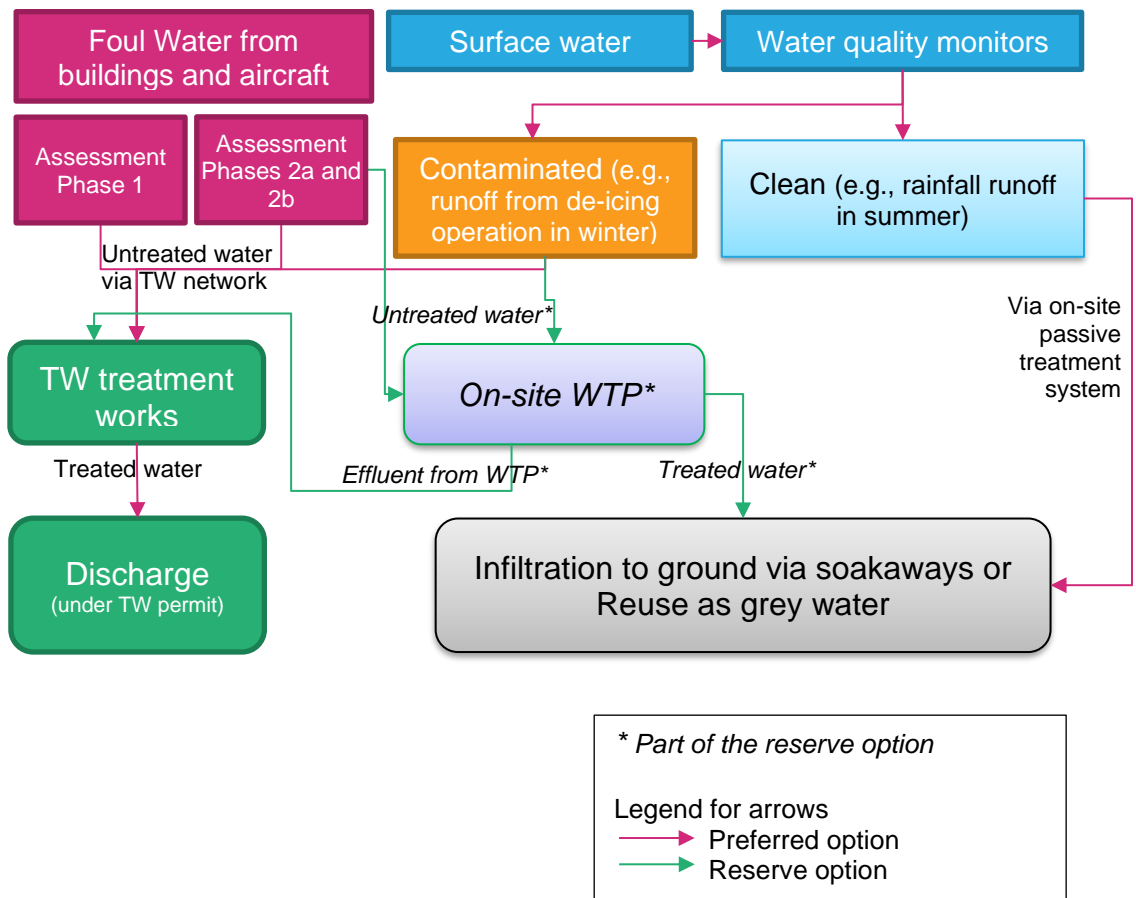 Foul Water from
buildings and aircraft
Surface water
Water quality monitors
Assessment
Phase 1
Assessment
Phases 2a and
2b
Contaminated (e.g.,
runoff from de-icing
operation in winter)
Clean (e.g., rainfall runoff
in summer)
Untreated water
via TW network
Untreated water*
Via on-site
passive
treatment
system
TW treatment
works
On-site WTP*
Treated water
Effluent from WTP*
Treated water*
Discharge
(under TW permit)
Infiltration to ground via soakaways or
Reuse as grey water
* Part of the reserve option
Legend for arrows
Preferred option
Reserve option